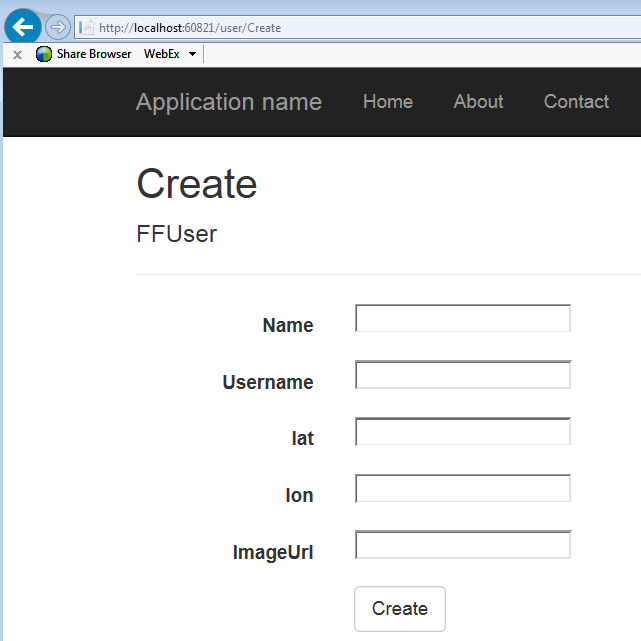 http://localhost:60821/user/Create
x Share Browser WebEx
Application name Home About Contact
Create
FFUser
Name
Username
lat
lon
ImageUrl
Create